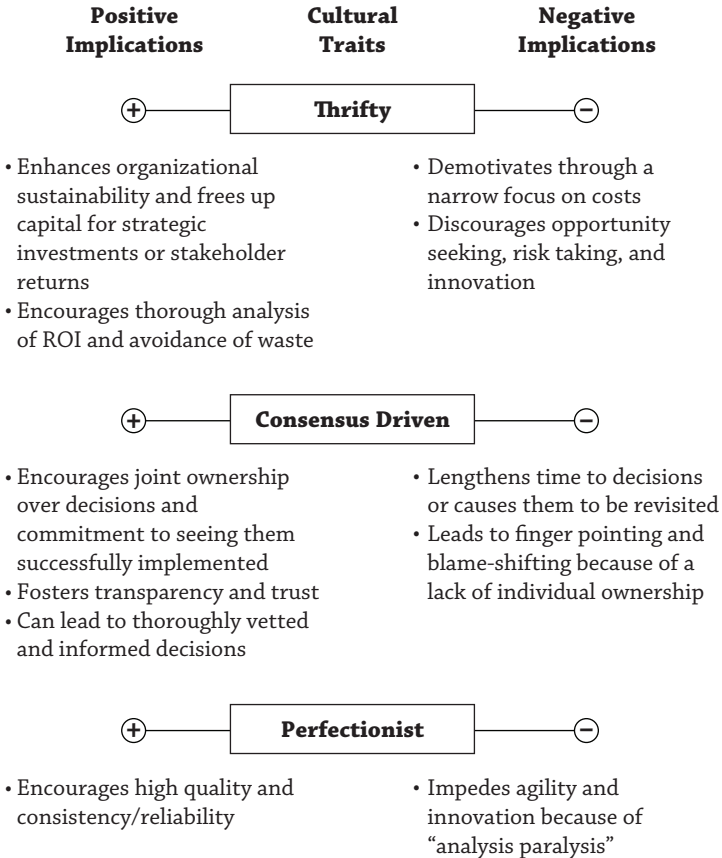 Positive
Implications
Cultural
Traits
Negative
Implications
+
Thrifty
−
• Enhances organizational
sustainability and frees up
capital for strategic
investments or stakeholder
returns
• Encourages thorough analysis
of ROI and avoidance of waste
• Demotivates through a
narrow focus on costs
• Discourages opportunity
seeking, risk taking, and
innovation
+
Consensus Driven
−
• Encourages joint ownership
over decisions and
commitment to seeing them
successfully implemented
• Fosters transparency and trust
• Can lead to thoroughly vetted
and informed decisions
• Lengthens time to decisions
or causes them to be revisited
• Leads to finger pointing and
blame-shifting because of a
lack of individual ownership
+
Perfectionist
−
• Encourages high quality and
consistency/reliability
• Impedes agility and
innovation because of
“analysis paralysis”